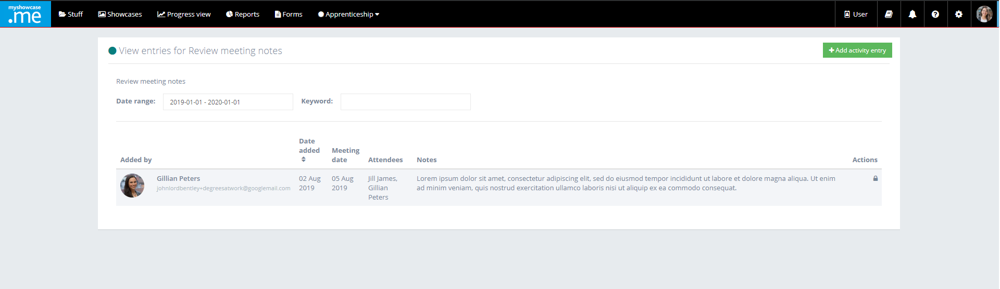 myshowcase
.me
Stuff
Showcases
Progress view
Reports
Forms
Apprenticeship
User
View entries for Review meeting notes
+ Add activity entry
Review meeting notes
Date range:
2019-01-01 - 2020-01-01
Keyword:
Added by
Date
added
Meeting
date
Attendees
Notes
Actions
Gillian Peters
johnlordbentley+degreesatwork@googlemail.com
02 Aug
2019
05 Aug
2019
Jill James,
Gillian
Peters
Lorem ipsum dolor sit amet, consectetur adipiscing elit, sed do eiusmod tempor incididunt ut labore et dolore magna aliqua. Ut enim
ad minim veniam, quis nostrud exercitation ullamco laboris nisi ut aliquip ex ea commodo consequat.